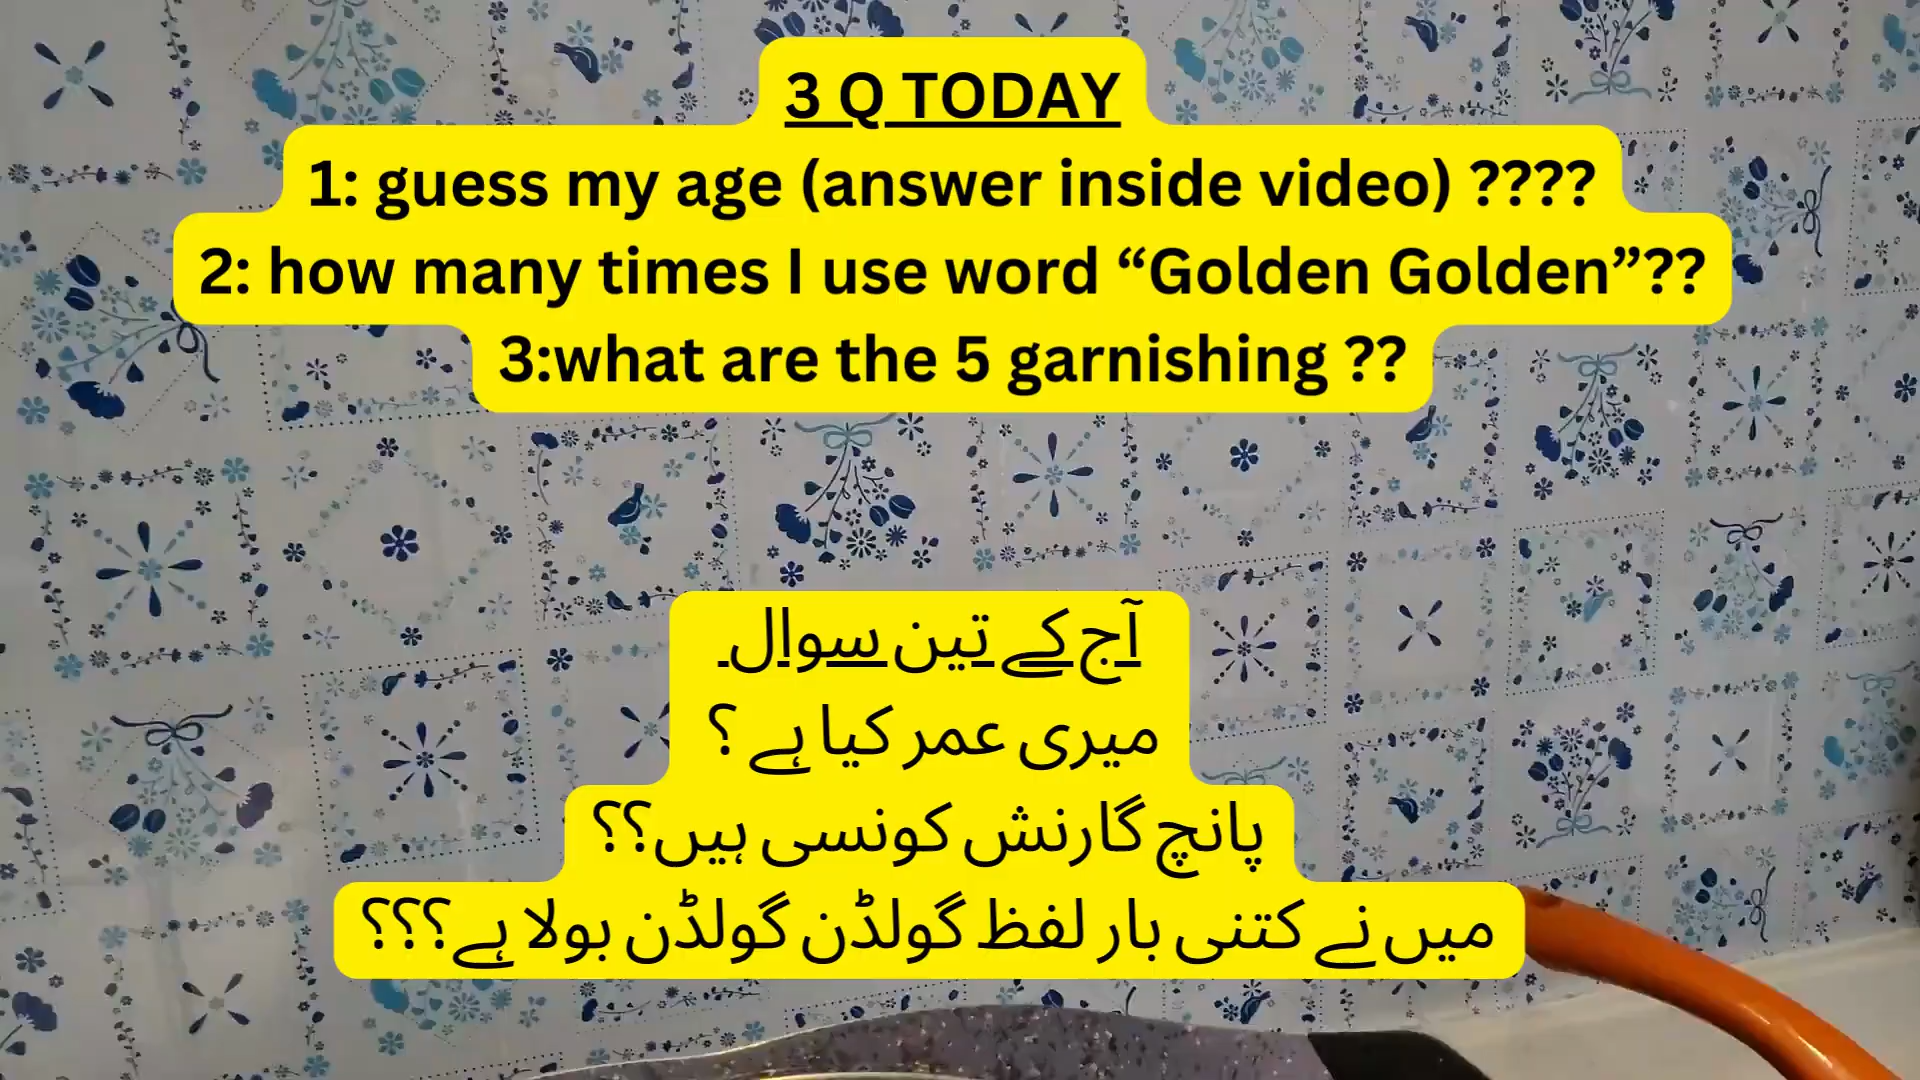 3 Q TODAY
1: guess my age (answer inside video) ????
2: how many times I use word “Golden Golden”??
3:what are the 5 garnishing ??
آج کے تین سوال
میری عمر کیا ہے ؟
پانچ گارنش کونسی ہیں؟؟
میں نے کتنی بار لفظ گولڈن گولڈن بولا ہے؟؟؟